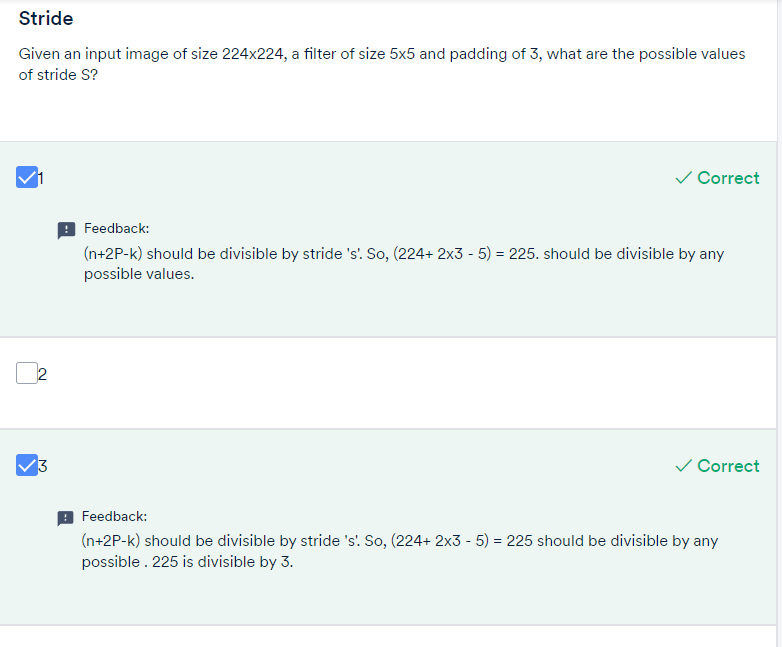 Stride
Given an input image of size 224x224, a filter of size 5x5 and padding of 3, what are the possible values
of stride S?
1
Correct
Feedback:
(n+2P-k) should be divisible by stride 's'. So, (224+ 2x3 - 5) = 225. should be divisible by any
possible values.
2
3
Correct
Feedback:
(n+2P-k) should be divisible by stride 's'. So, (224+ 2x3 - 5) = 225 should be divisible by any
possible . 225 is divisible by 3.